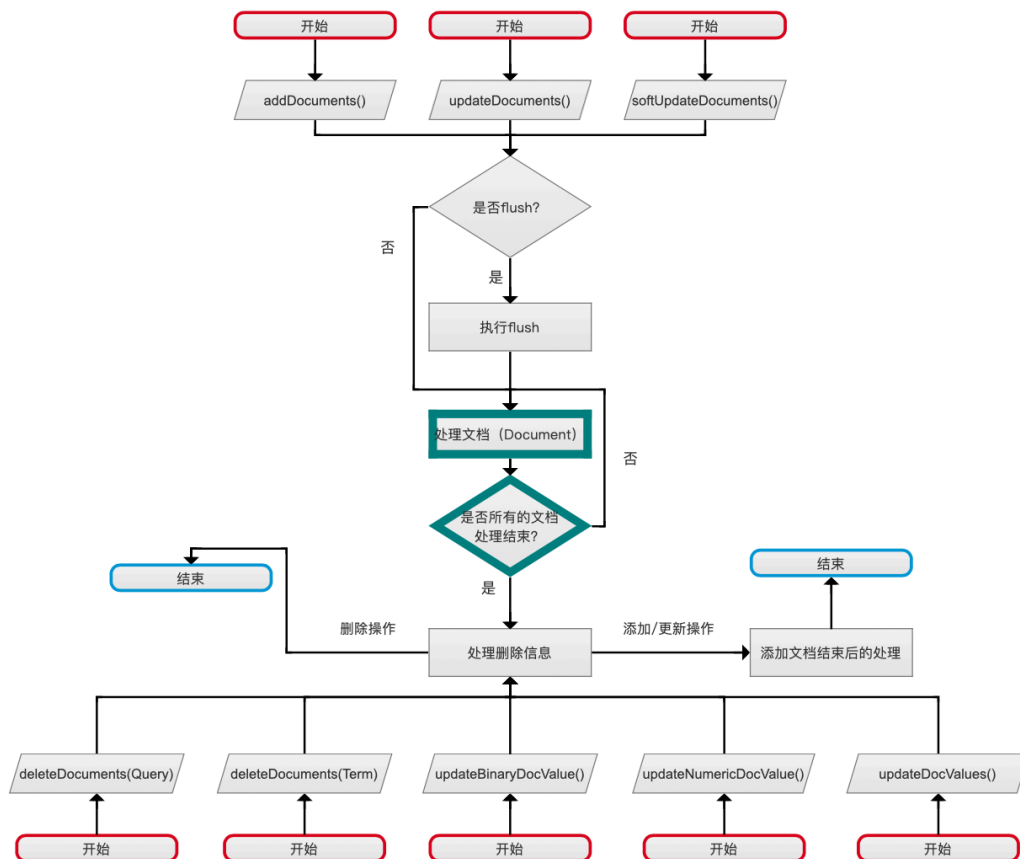 开始
开始
开始
addDocuments()
updateDocuments()
softUpdateDocuments()
是否flush?
否
是
执行flush
处理文档（Document）
否
是否所有的文档
处理结束?
结束
结束
是
删除操作
添加/更新操作
处理删除信息
添加文档结束后的处理
deleteDocuments(Query)
deleteDocuments(Term)
updateBinaryDocValue()
updateNumericDocValue()
updateDocValues()
开始
开始
开始
开始
开始